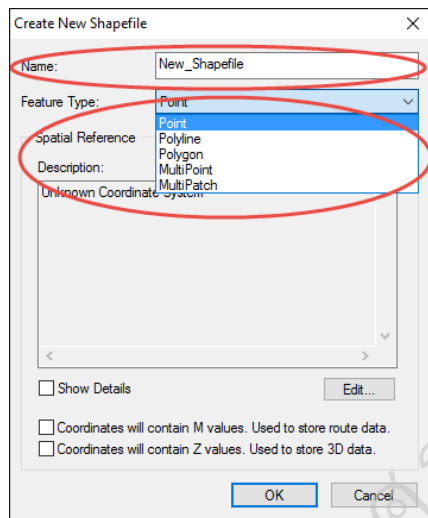 Create New Shapefile
Name: New_Shapefile
Feature Type: Point
Point
Polyline
Polygon
MultiPoint
MultiPatch
Spatial Reference
Description:
Unknown Coordinate System
Show Details
Edit...
Coordinates will contain M values. Used to store route data.
Coordinates will contain Z values. Used to store 3D data.
OK Cancel